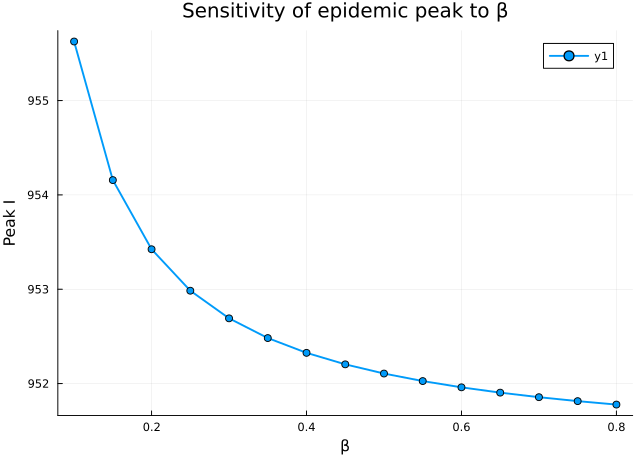 Sensitivity of epidemic peak to β
y1
Peak I
955
954
953
952
0.2
0.4
0.6
0.8
β